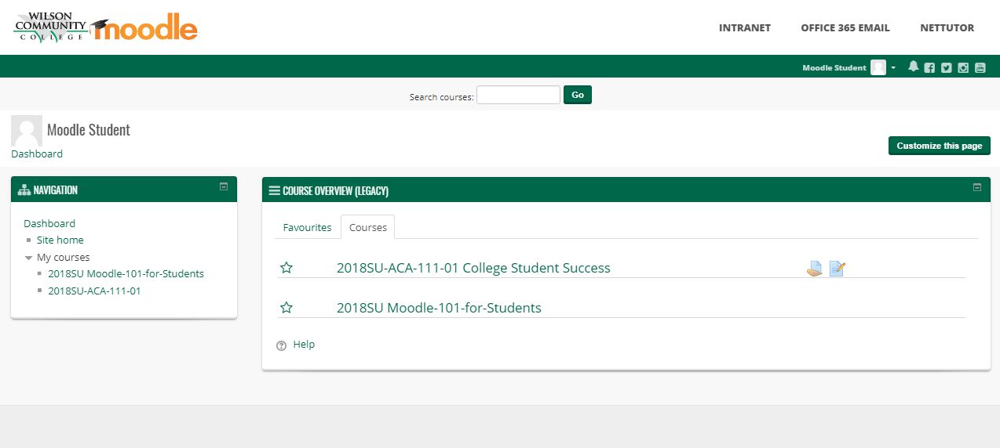 WILSON
COMMUNITY
COLLEGE
moodle
INTRANET OFFICE 365 EMAIL NETTUTOR
Moodle Student
Search courses: Go
Moodle Student
Dashboard
Customize this page
NAVIGATION
Dashboard
Site home
My courses
2018SU Moodle-101-for-Students
2018SU-ACA-111-01
COURSE OVERVIEW (LEGACY)
Favourites Courses
2018SU-ACA-111-01 College Student Success
2018SU Moodle-101-for-Students
Help